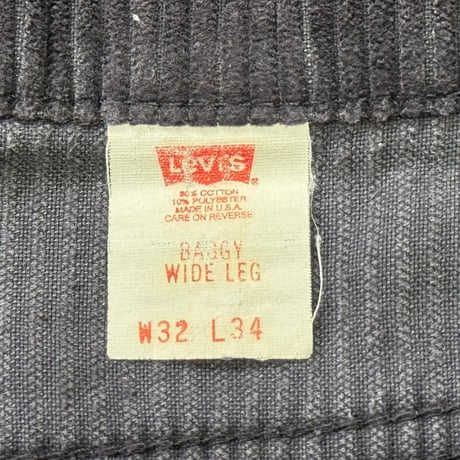 LEVI'S ®
90% COTTON
10% POLYESTER
MADE IN U.S.A.
CARE ON REVERSE
BAGGY
WIDE LEG
W32 L34